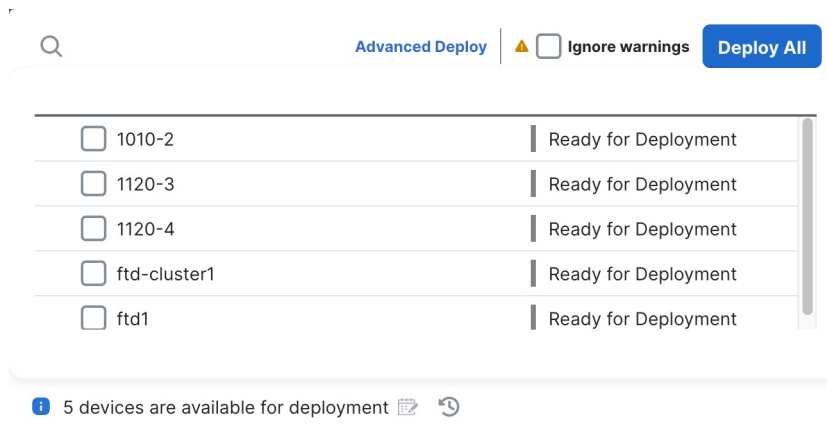 Advanced Deploy Ignore warnings Deploy All
1010-2 Ready for Deployment
1120-3 Ready for Deployment
1120-4 Ready for Deployment
ftd-cluster1 Ready for Deployment
ftd1 Ready for Deployment
5 devices are available for deployment